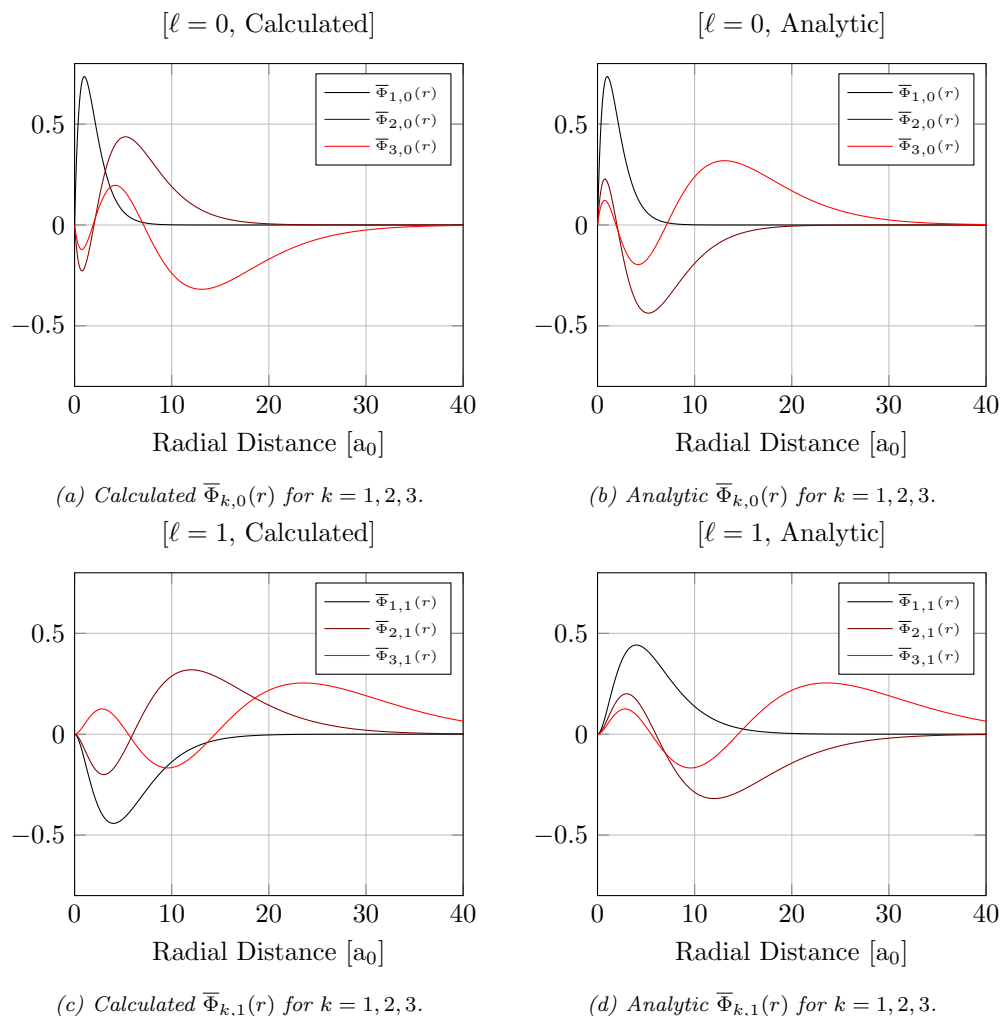 [ℓ = 0, Calculated]
0.5
0
−0.5
0 10 20 30 40
Radial Distance [a₀]
Φ̅₁,₀(r)
Φ̅₂,₀(r)
Φ̅₃,₀(r)
(a) Calculated Φ̅ₖ,₀(r) for k = 1, 2, 3.
[ℓ = 0, Analytic]
0.5
0
−0.5
0 10 20 30 40
Radial Distance [a₀]
Φ̅₁,₀(r)
Φ̅₂,₀(r)
Φ̅₃,₀(r)
(b) Analytic Φ̅ₖ,₀(r) for k = 1, 2, 3.
[ℓ = 1, Calculated]
0.5
0
−0.5
0 10 20 30 40
Radial Distance [a₀]
Φ̅₁,₁(r)
Φ̅₂,₁(r)
Φ̅₃,₁(r)
(c) Calculated Φ̅ₖ,₁(r) for k = 1, 2, 3.
[ℓ = 1, Analytic]
0.5
0
−0.5
0 10 20 30 40
Radial Distance [a₀]
Φ̅₁,₁(r)
Φ̅₂,₁(r)
Φ̅₃,₁(r)
(d) Analytic Φ̅ₖ,₁(r) for k = 1, 2, 3.